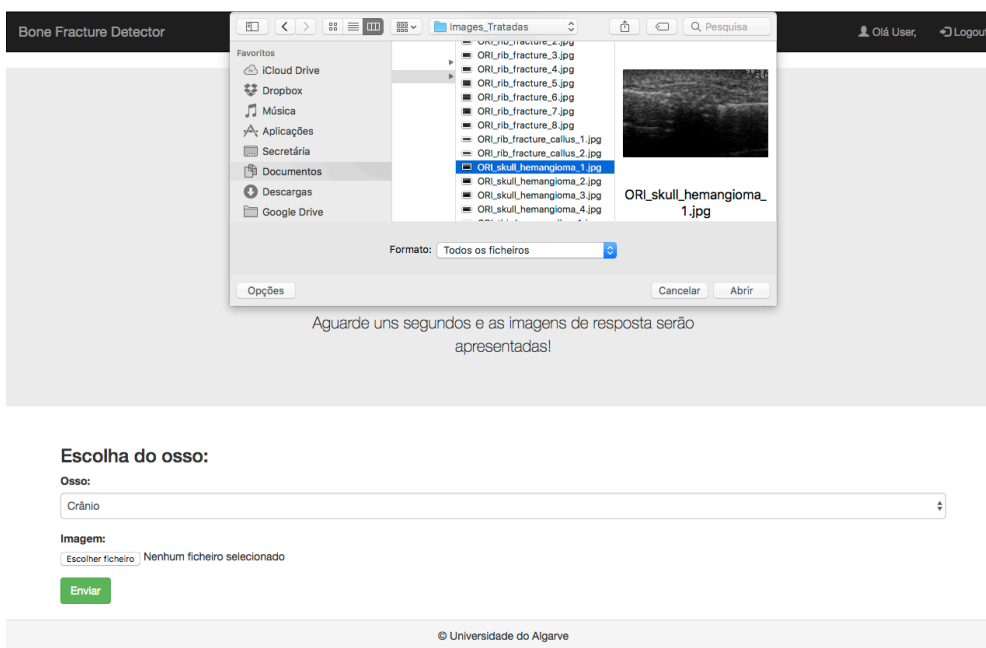 Bone Fracture Detector
Images_Tratadas
Pesquisa
Olá User,
Logout
Favoritos
iCloud Drive
Dropbox
Música
Aplicações
Secretária
Documentos
Descargas
Google Drive
ORI_rib_fracture_2.jpg
ORI_rib_fracture_3.jpg
ORI_rib_fracture_4.jpg
ORI_rib_fracture_5.jpg
ORI_rib_fracture_6.jpg
ORI_rib_fracture_7.jpg
ORI_rib_fracture_8.jpg
ORI_rib_fracture_callus_1.jpg
ORI_rib_fracture_callus_2.jpg
ORI_skull_hemangioma_1.jpg
ORI_skull_hemangioma_2.jpg
ORI_skull_hemangioma_3.jpg
ORI_skull_hemangioma_4.jpg
ORI_skull_hemangioma_
1.jpg
Formato: Todos os ficheiros
Opções
Cancelar
Abrir
Aguarde uns segundos e as imagens de resposta serão
apresentadas!
Escolha do osso:
Osso:
Crânio
Imagem:
Escolher ficheiro Nenhum ficheiro selecionado
Enviar
© Universidade do Algarve